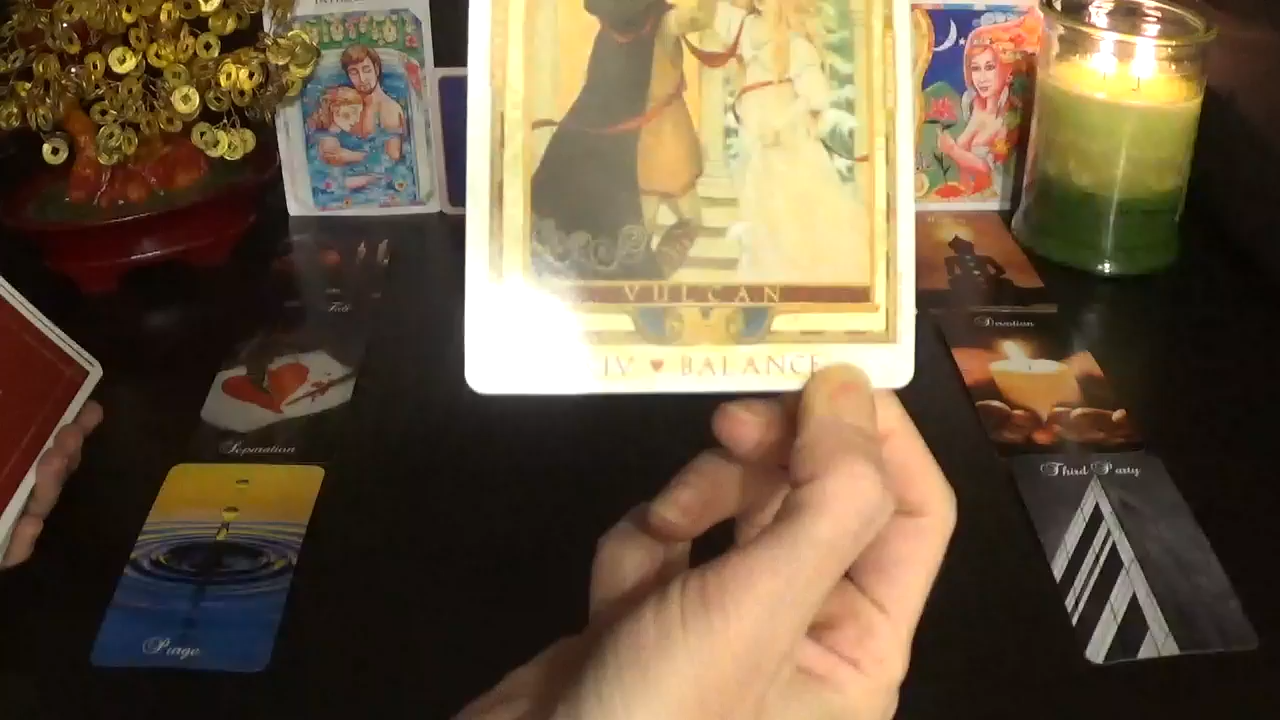 VULCAN
IV ♥ BALANCE
Devotion
Separation
Third Party
Purge